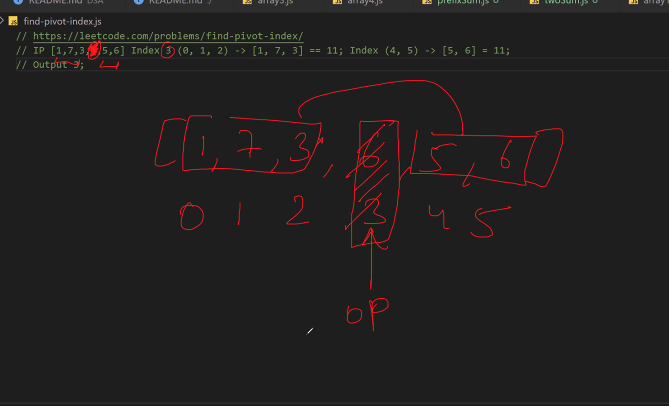 README.md U
README.md ...\DSA
array3.js
array4.js
prefixSum.js U
twoSum.js U
find-pivot-index.js
// https://leetcode.com/problems/find-pivot-index/
// IP [1,7,3,6,5,6] Index 3 (0, 1, 2) -> [1, 7, 3] == 11; Index (4, 5) -> [5, 6] = 11;
// Output 3;
[1, 7, 3, 6, 5, 6]
0 1 2 3 4 5
OP